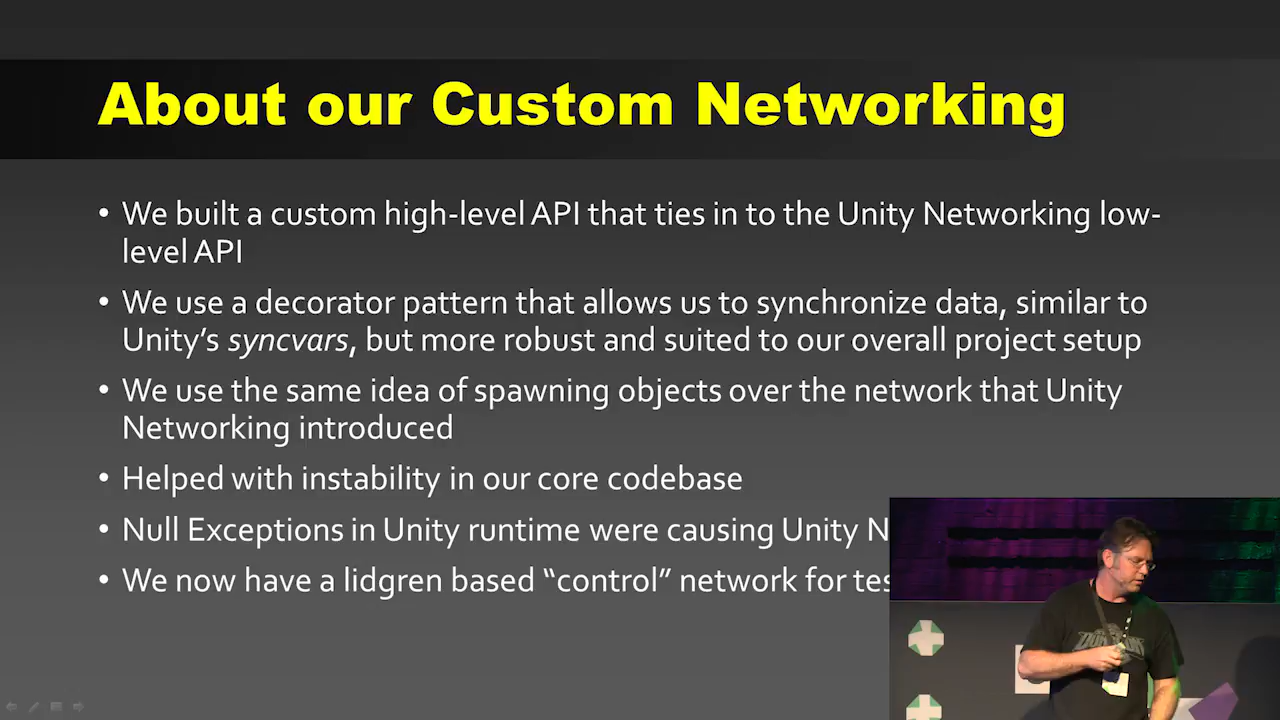 About our Custom Networking
• We built a custom high-level API that ties in to the Unity Networking low-
level API
• We use a decorator pattern that allows us to synchronize data, similar to
Unity’s syncvars, but more robust and suited to our overall project setup
• We use the same idea of spawning objects over the network that Unity
Networking introduced
• Helped with instability in our core codebase
• Null Exceptions in Unity runtime were causing Unity N
• We now have a lidgren based “control” network for tes